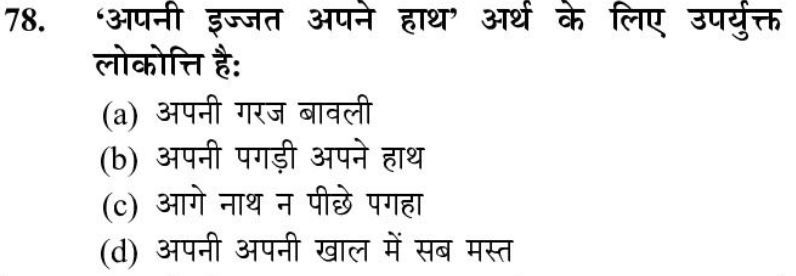 78. ‘अपनी इज्जत अपने हाथ’ अर्थ के लिए उपर्युक्त
लोकोत्ति है:
(a) अपनी गरज बावली
(b) अपनी पगड़ी अपने हाथ
(c) आगे नाथ न पीछे पगहा
(d) अपनी अपनी खाल में सब मस्त